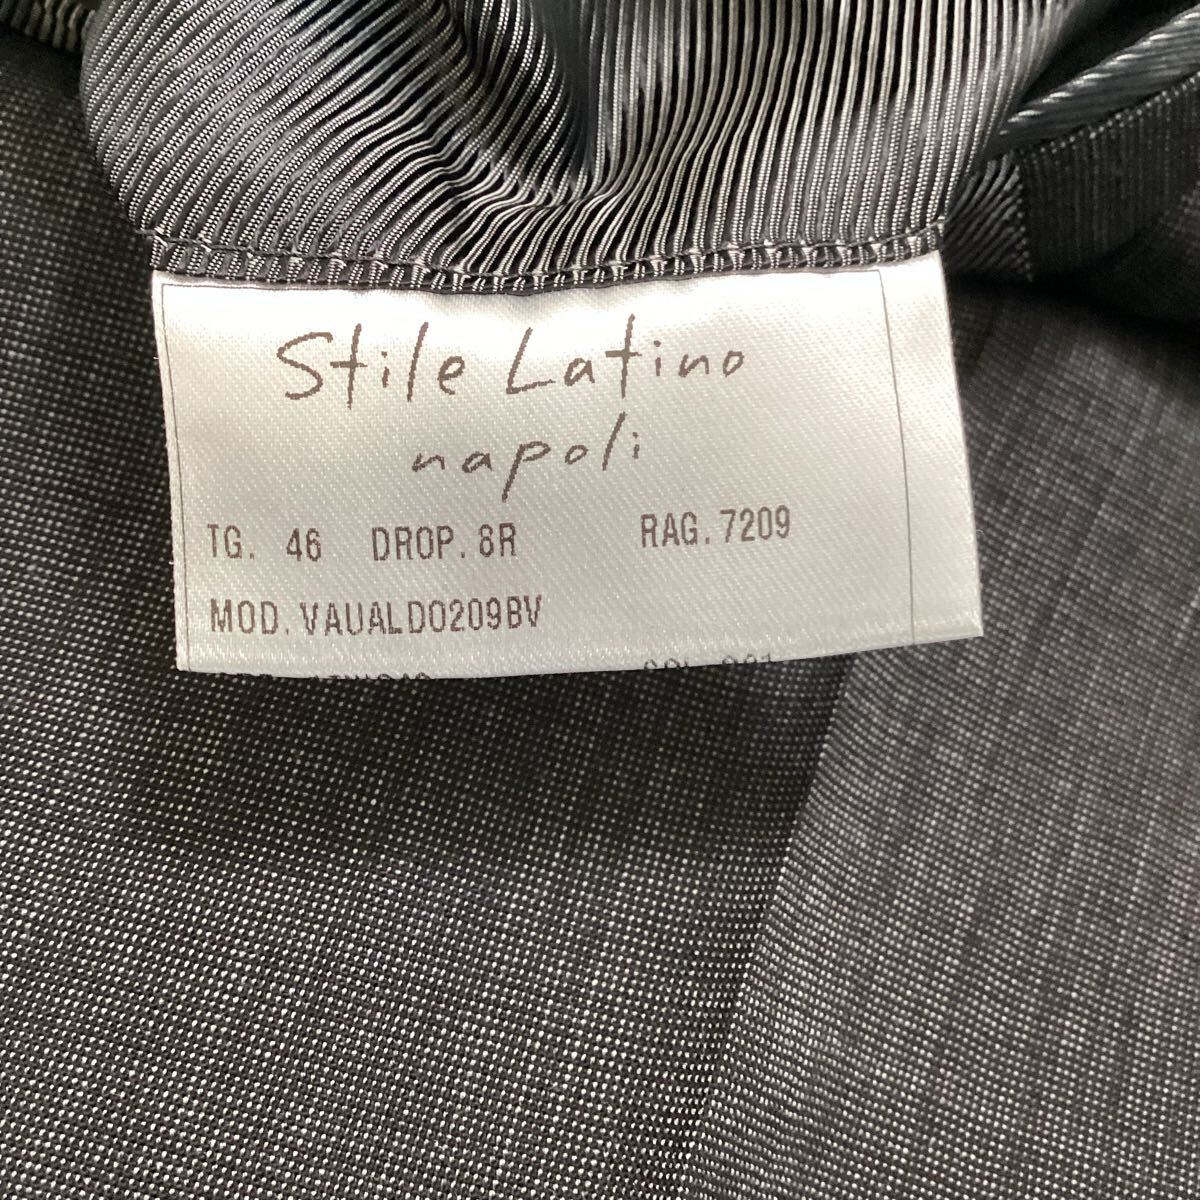 Stile Latino
napoli
TG. 46 DROP. 8R RAG. 7209
MOD. VAUALDO209BV